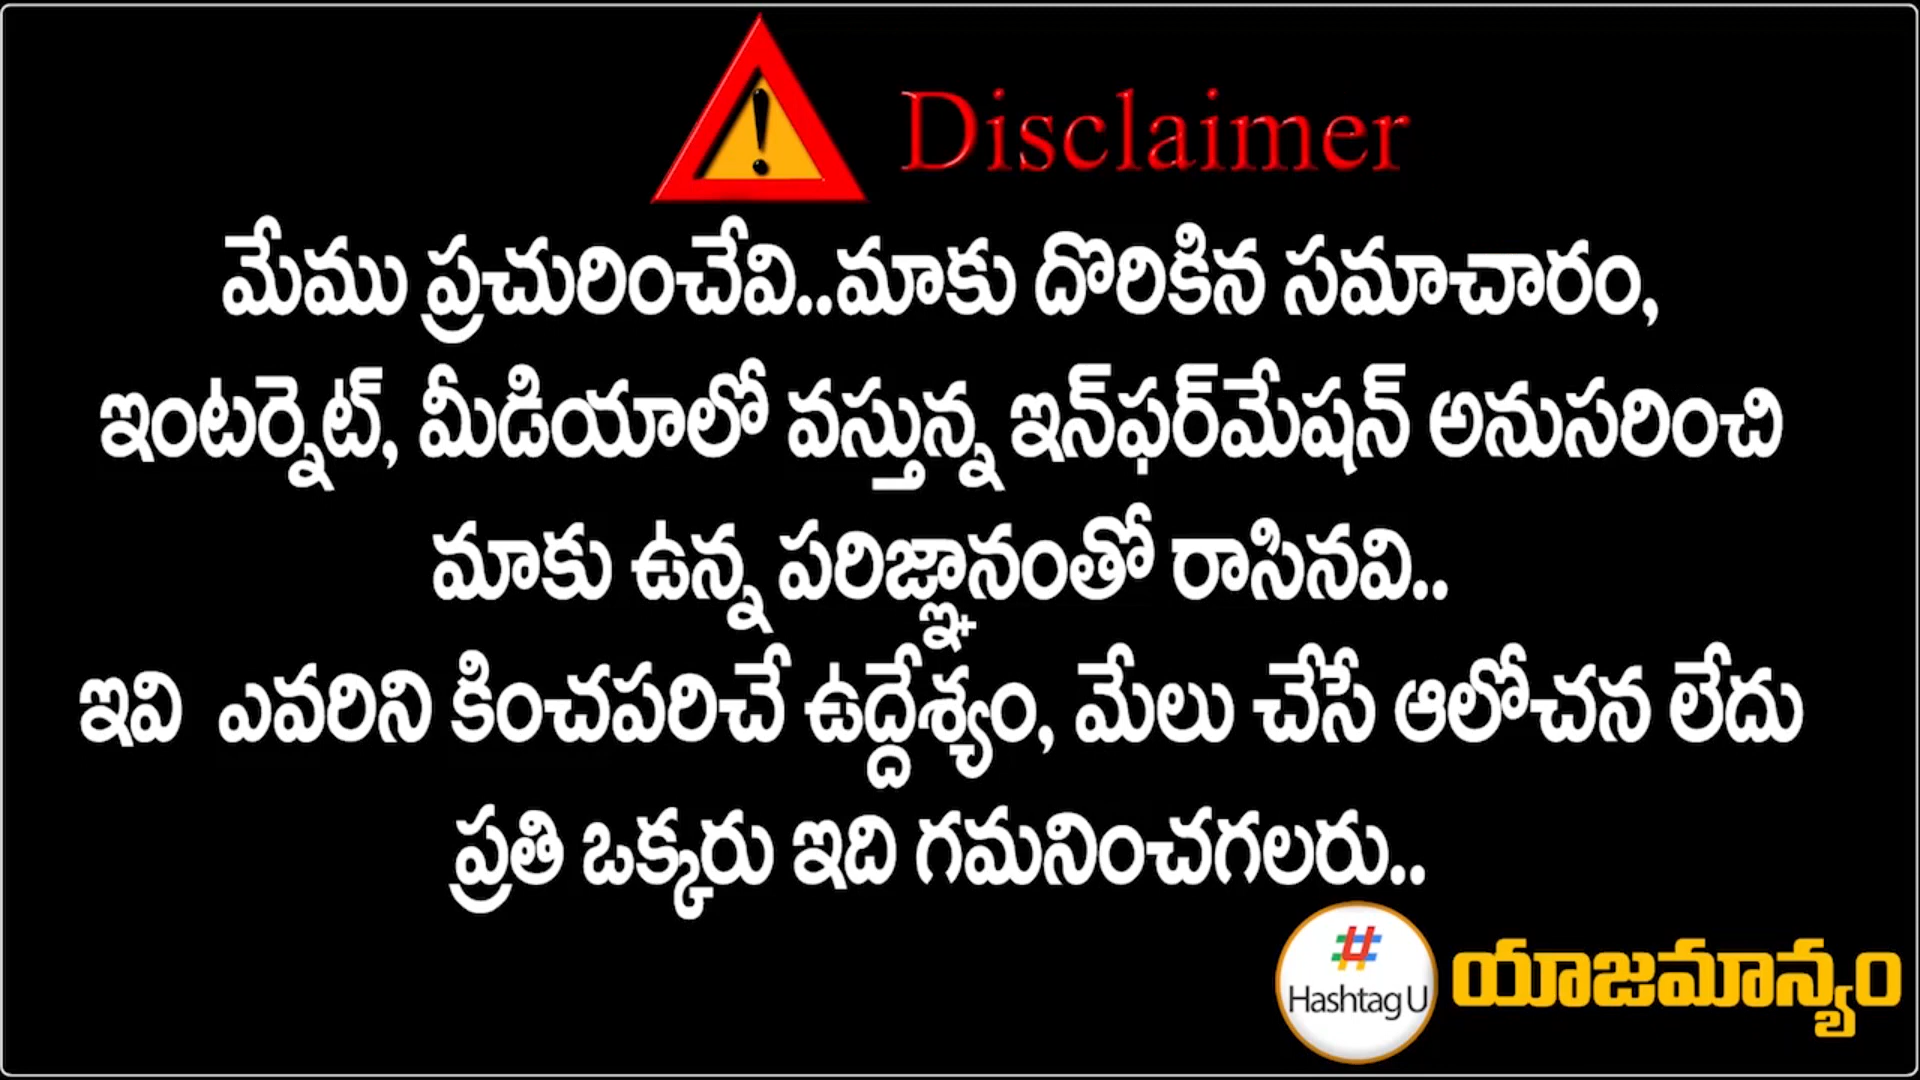 Disclaimer
మేము ప్రచురించేవి..మాకు దొరికిన సమాచారం,
ఇంటర్నెట్, మీడియాలో వస్తున్న ఇన్‌ఫర్‌మేషన్ అనుసరించి
మాకు ఉన్న పరిజ్ఞానంతో రాసినవి..
ఇవి ఎవరిని కించపరిచే ఉద్దేశ్యం, మేలు చేసే ఆలోచన లేదు
ప్రతి ఒక్కరు ఇది గమనించగలరు..
Hashtag U
యాజమాన్యం